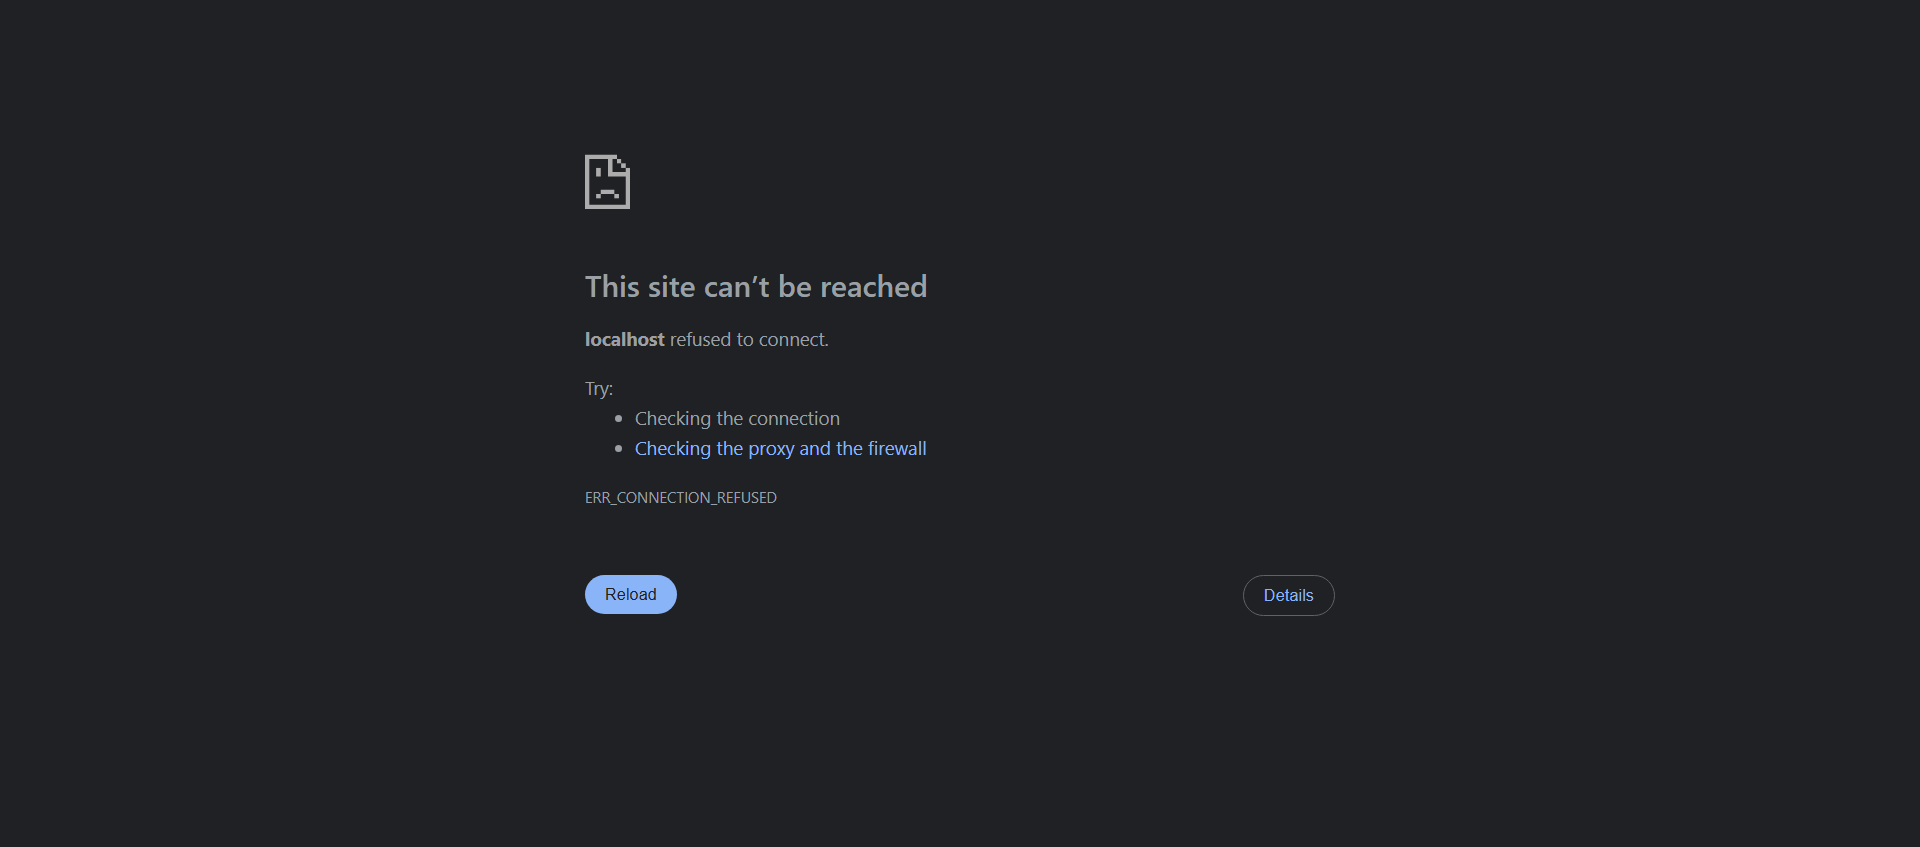 This site can’t be reached
localhost refused to connect.
Try:
Checking the connection
Checking the proxy and the firewall
ERR_CONNECTION_REFUSED
Reload
Details